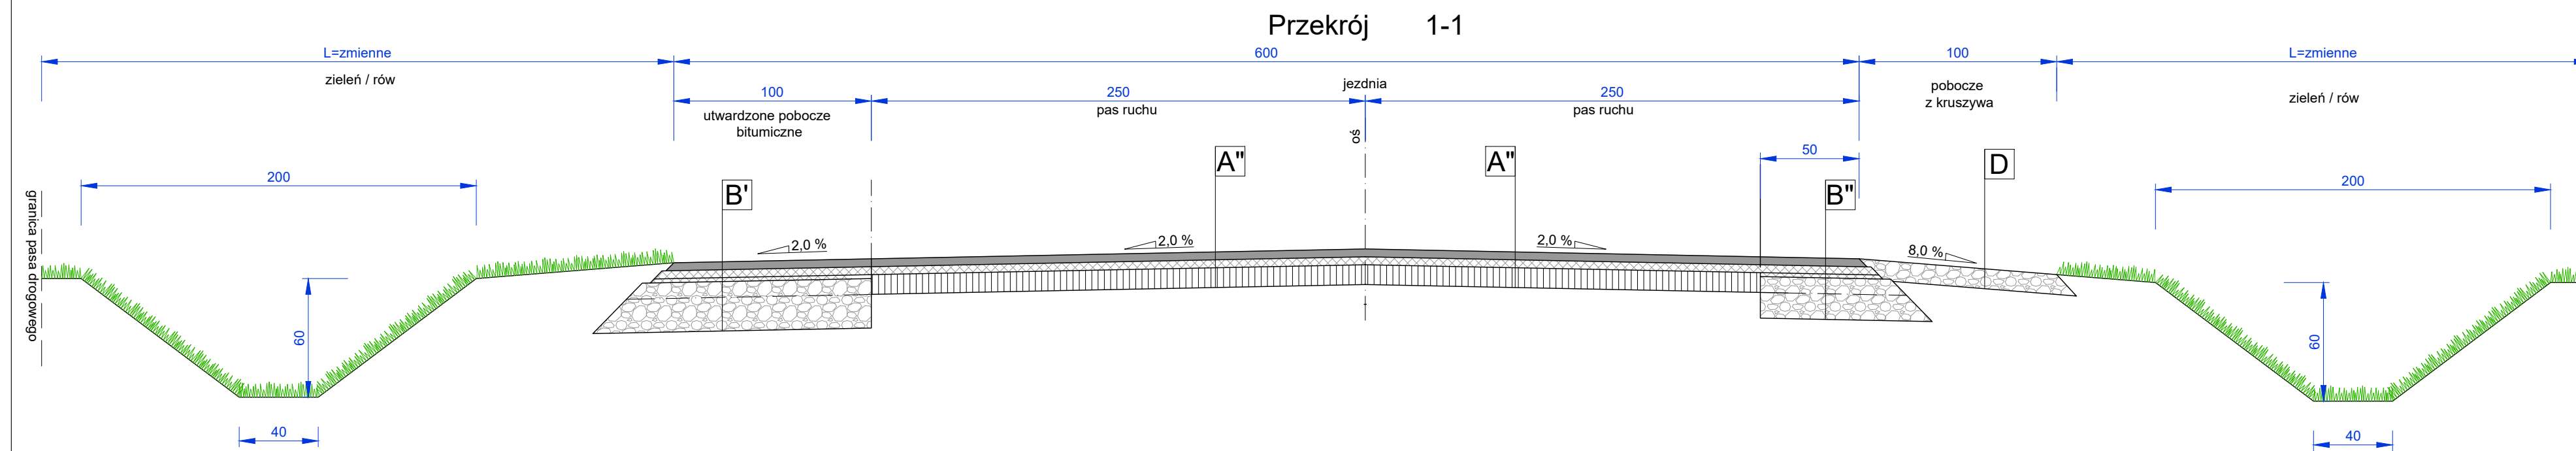 Przekrój 1-1
L=zmienne
600
100
L=zmienne
zieleń / rów
jezdnia
pobocze
z kruszywa
zieleń / rów
100
250
250
utwardzone pobocze
bitumiczne
pas ruchu
pas ruchu
oś
50
200
200
A"
A"
D
B'
B"
granica pasa drogowego
2,0 %
2,0 %
2,0 %
8,0 %
60
60
40
40